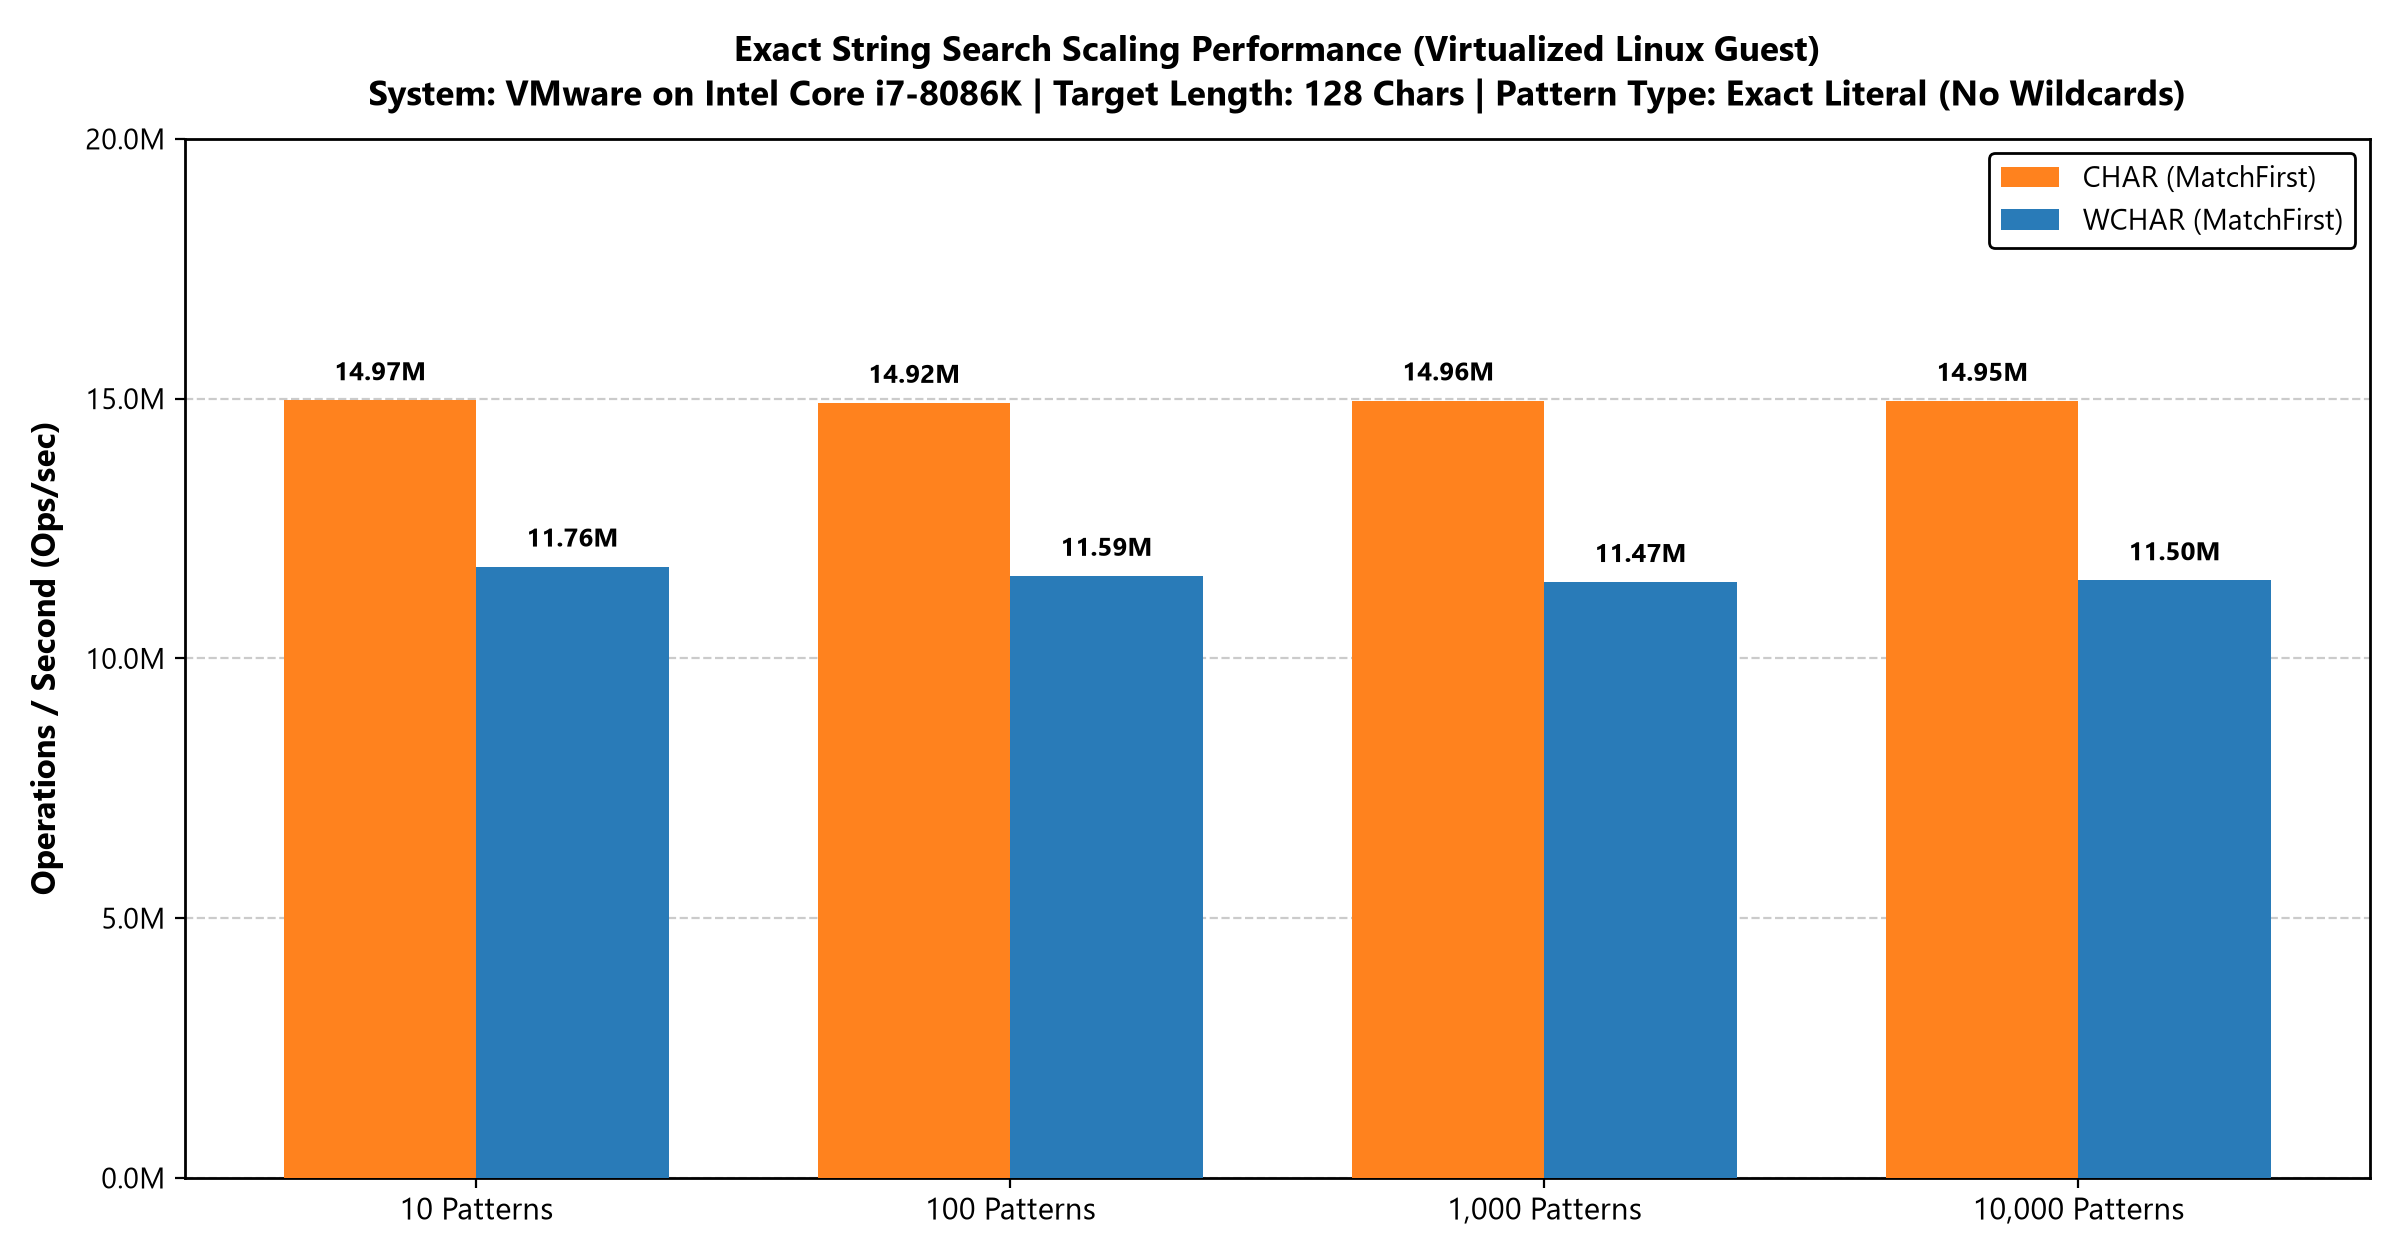 Exact String Search Scaling Performance (Virtualized Linux Guest)
System: VMware on Intel Core i7-8086K | Target Length: 128 Chars | Pattern Type: Exact Literal (No Wildcards)
Operations / Second (Ops/sec)
20.0M
15.0M
10.0M
5.0M
0.0M
CHAR (MatchFirst)
WCHAR (MatchFirst)
14.97M
11.76M
14.92M
11.59M
14.96M
11.47M
14.95M
11.50M
10 Patterns
100 Patterns
1,000 Patterns
10,000 Patterns